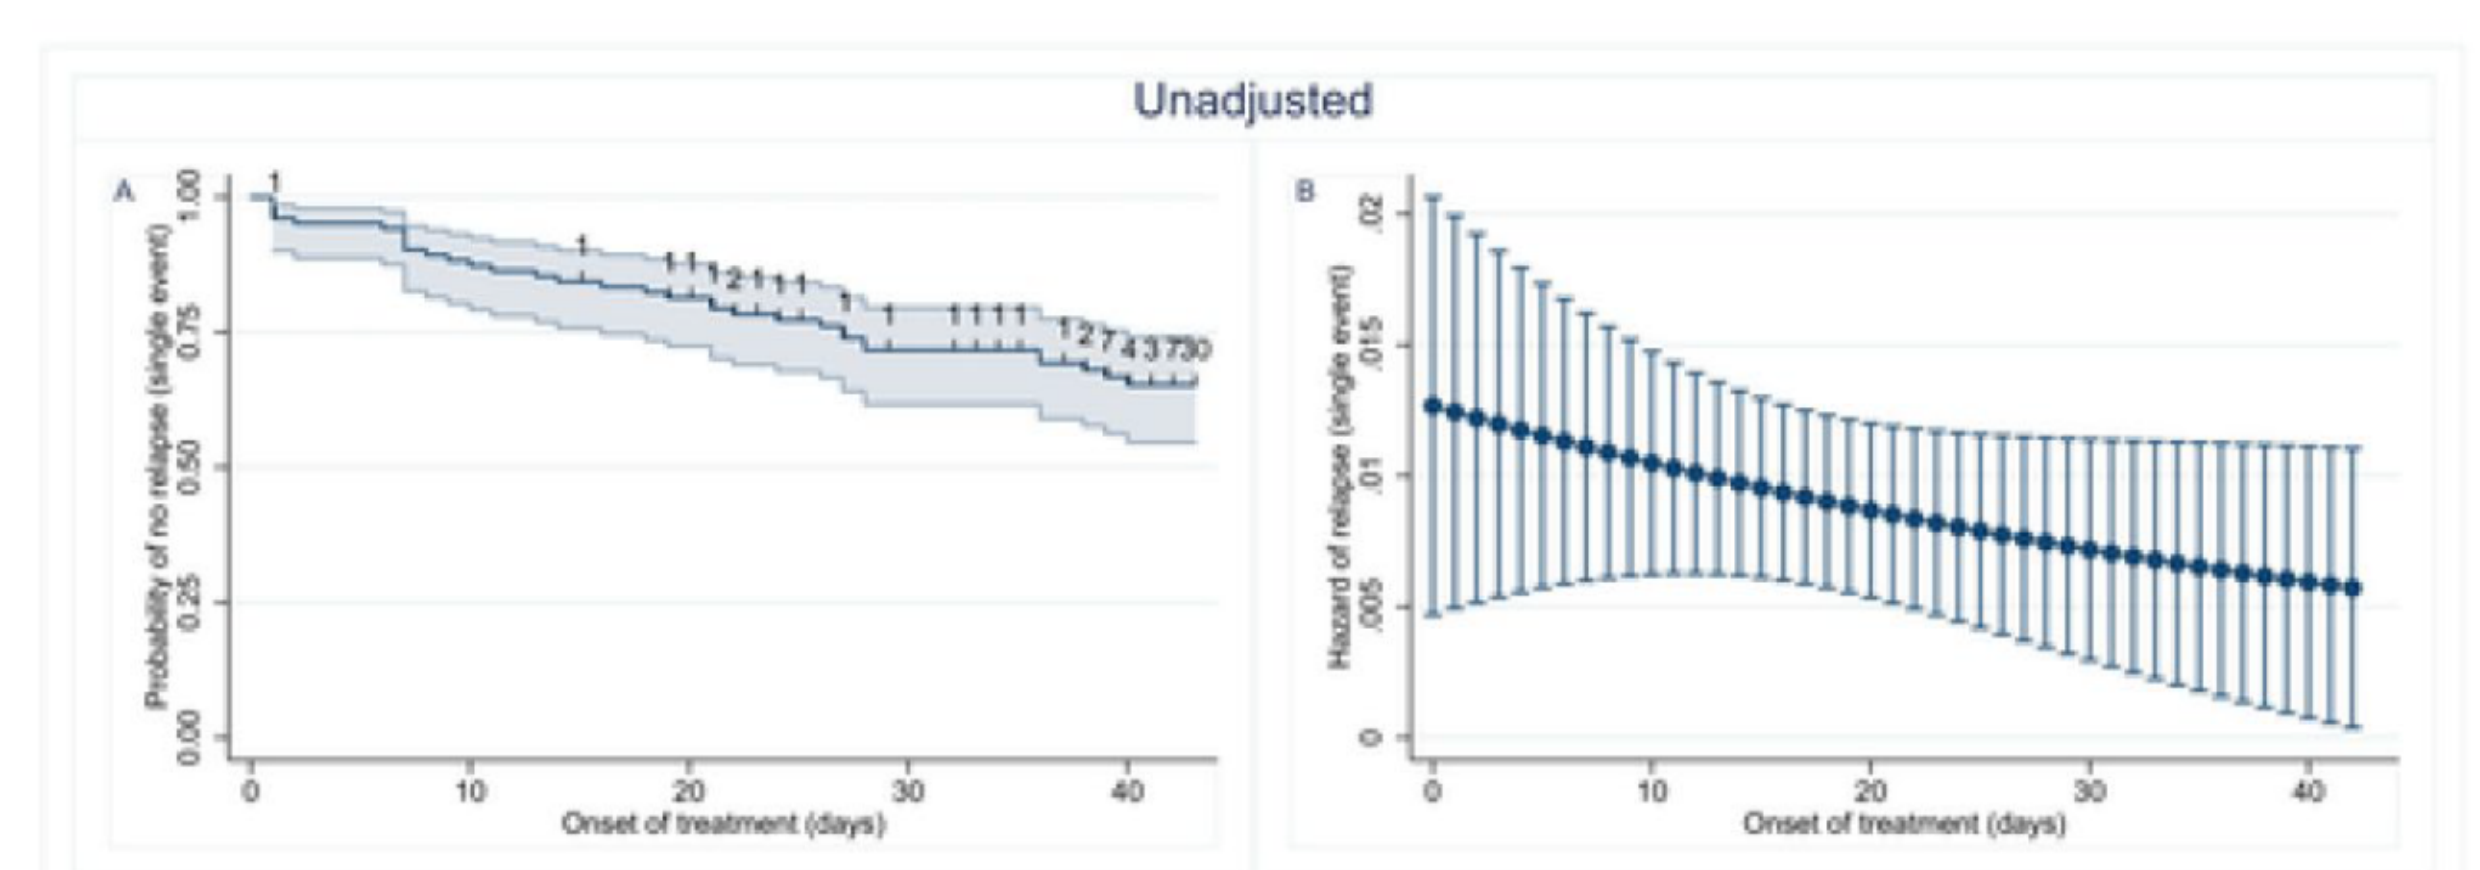 Unadjusted
A
Probability of no relapse (single event)
1.00
0.75
0.50
0.25
0.00
1
1
1 1 1 2 1 1 1
1
1
1 1 1 1
1 2 7 4 3 7 30
0 10 20 30 40
Onset of treatment (days)
B
Hazard of relapse (single event)
.02
.015
.01
.005
0
0 10 20 30 40
Onset of treatment (days)